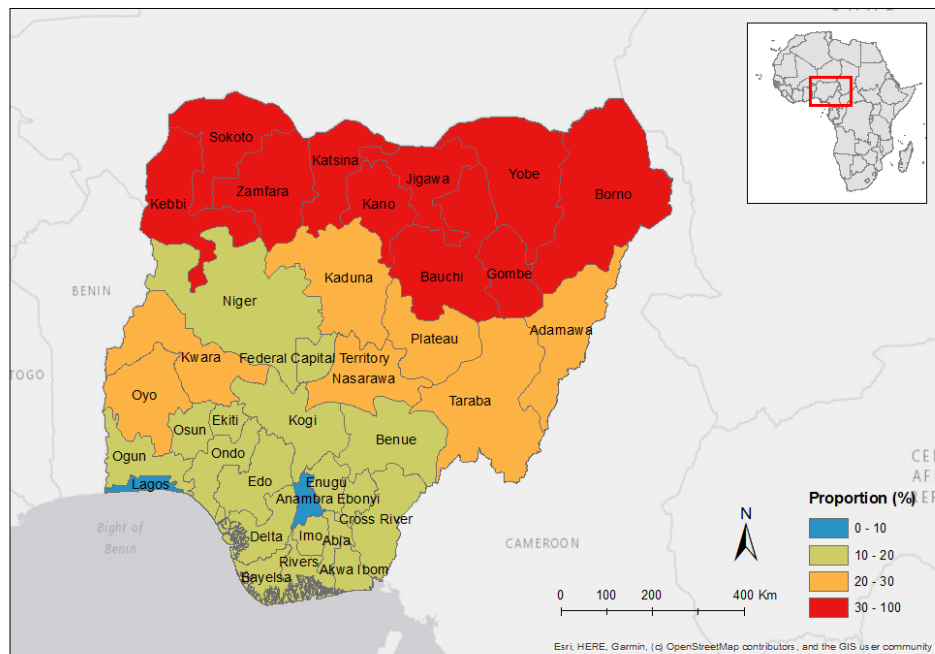 Sokoto
Katsina
Jigawa
Yobe
Borno
Zamfara
Kano
Kebbi
Bauchi
Gombe
Kaduna
Niger
BENIN
Adamawa
Plateau
Kwara
Federal Capital Territory
TOGO
Nasarawa
Oyo
Taraba
Ekiti
Kogi
Osun
Benue
Ogun
Ondo
Lagos
Edo
Enugu
Anambra Ebonyi
Cross River
Bight of
Benin
Delta
Imo
Abia
Rivers
Bayelsa
Akwa Ibom
CAMEROON
N
0
100
200
400 Km
Proportion (%)
0 - 10
10 - 20
20 - 30
30 - 100
Esri, HERE, Garmin, (c) OpenStreetMap contributors, and the GIS user community